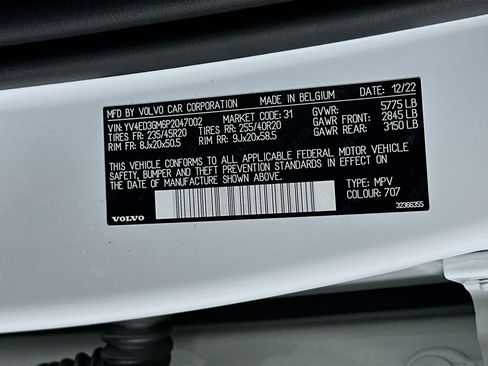 MFD BY VOLVO CAR CORPORATION MADE IN BELGIUM DATE: 12/22
VIN: YV4ED3GM6P2047002 MARKET CODE: 31 GVWR: 5775 LB
TIRES FR: 235/45R20 TIRES RR: 255/40R20 GAWR FRONT: 2845 LB
RIM FR: 8Jx20x50.5 RIM RR: 9Jx20x58.5 GAWR REAR: 3150 LB
THIS VEHICLE CONFORMS TO ALL APPLICABLE FEDERAL MOTOR VEHICLE
SAFETY, BUMPER AND THEFT PREVENTION STANDARDS IN EFFECT ON
THE DATE OF MANUFACTURE SHOWN ABOVE.
TYPE: MPV
COLOUR: 707
VOLVO 32366355